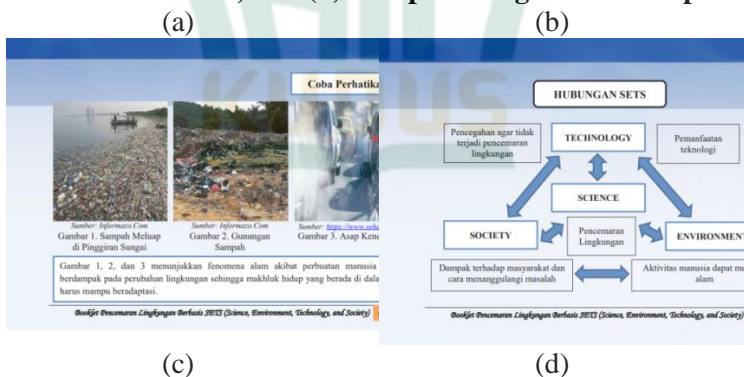 (a) (b)
Coba Perhatika
Sumber: Informazo.Com
Gambar 1. Sampah Meluap
di Pinggiran Sungai
Sumber: Informazo.Com
Gambar 2. Gunungan
Sampah
Sumber:
Gambar 3. Asap Kend
Gambar 1, 2, dan 3 menunjukkan fenomena alam akibat perbuatan manusia
berdampak pada perubahan lingkungan sehingga makhluk hidup yang berada di dala
harus mampu beradaptasi.
Booklet Pencemaran Lingkungan Berbasis SETS (Science, Environment, Technology, and Society)
HUBUNGAN SETS
Pencegahan agar tidak
terjadi pencemaran
lingkungan
TECHNOLOGY
Pemanfaatan
teknologi
SCIENCE
SOCIETY
Pencemaran
Lingkungan
ENVIRONMENT
Dampak terhadap masyarakat dan
cara menanggulangi masalah
Aktivitas manusia dapat me
alam
Booklet Pencemaran Lingkungan Berbasis SETS (Science, Environment, Technology, and Society)
(c) (d)